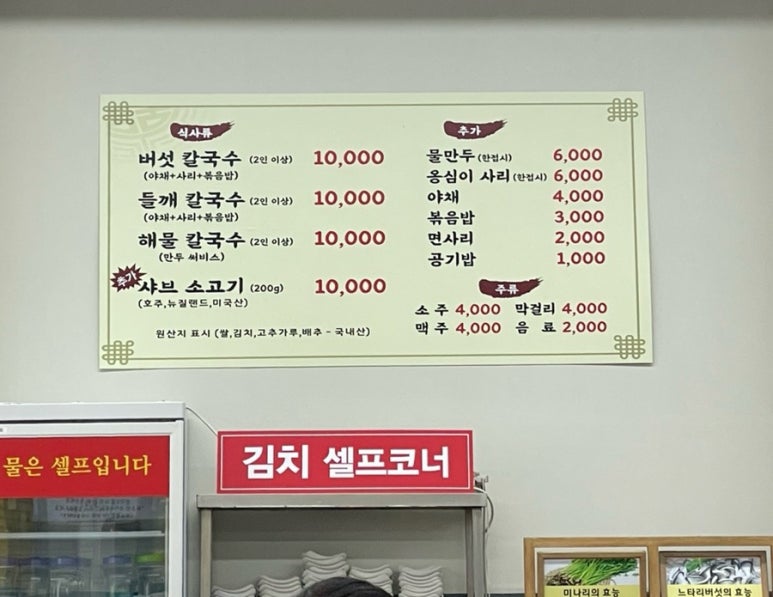 식사류
버섯 칼국수 (2인 이상) 10,000
(야채+사리+볶음밥)
들깨 칼국수 (2인 이상) 10,000
(야채+사리+볶음밥)
해물 칼국수 (2인 이상) 10,000
(만두 써비스)
추가 샤브 소고기 (200g) 10,000
(호주,뉴질랜드,미국산)
원산지 표시 (쌀,김치,고추가루,배추 - 국내산)
추가
물만두 (한접시) 6,000
옹심이 사리 (한접시) 6,000
야채 4,000
볶음밥 3,000
면사리 2,000
공기밥 1,000
주류
소 주 4,000 막걸리 4,000
맥 주 4,000 음 료 2,000
물은 셀프입니다
김치 셀프코너
미나리의 효능
느타리버섯의 효능